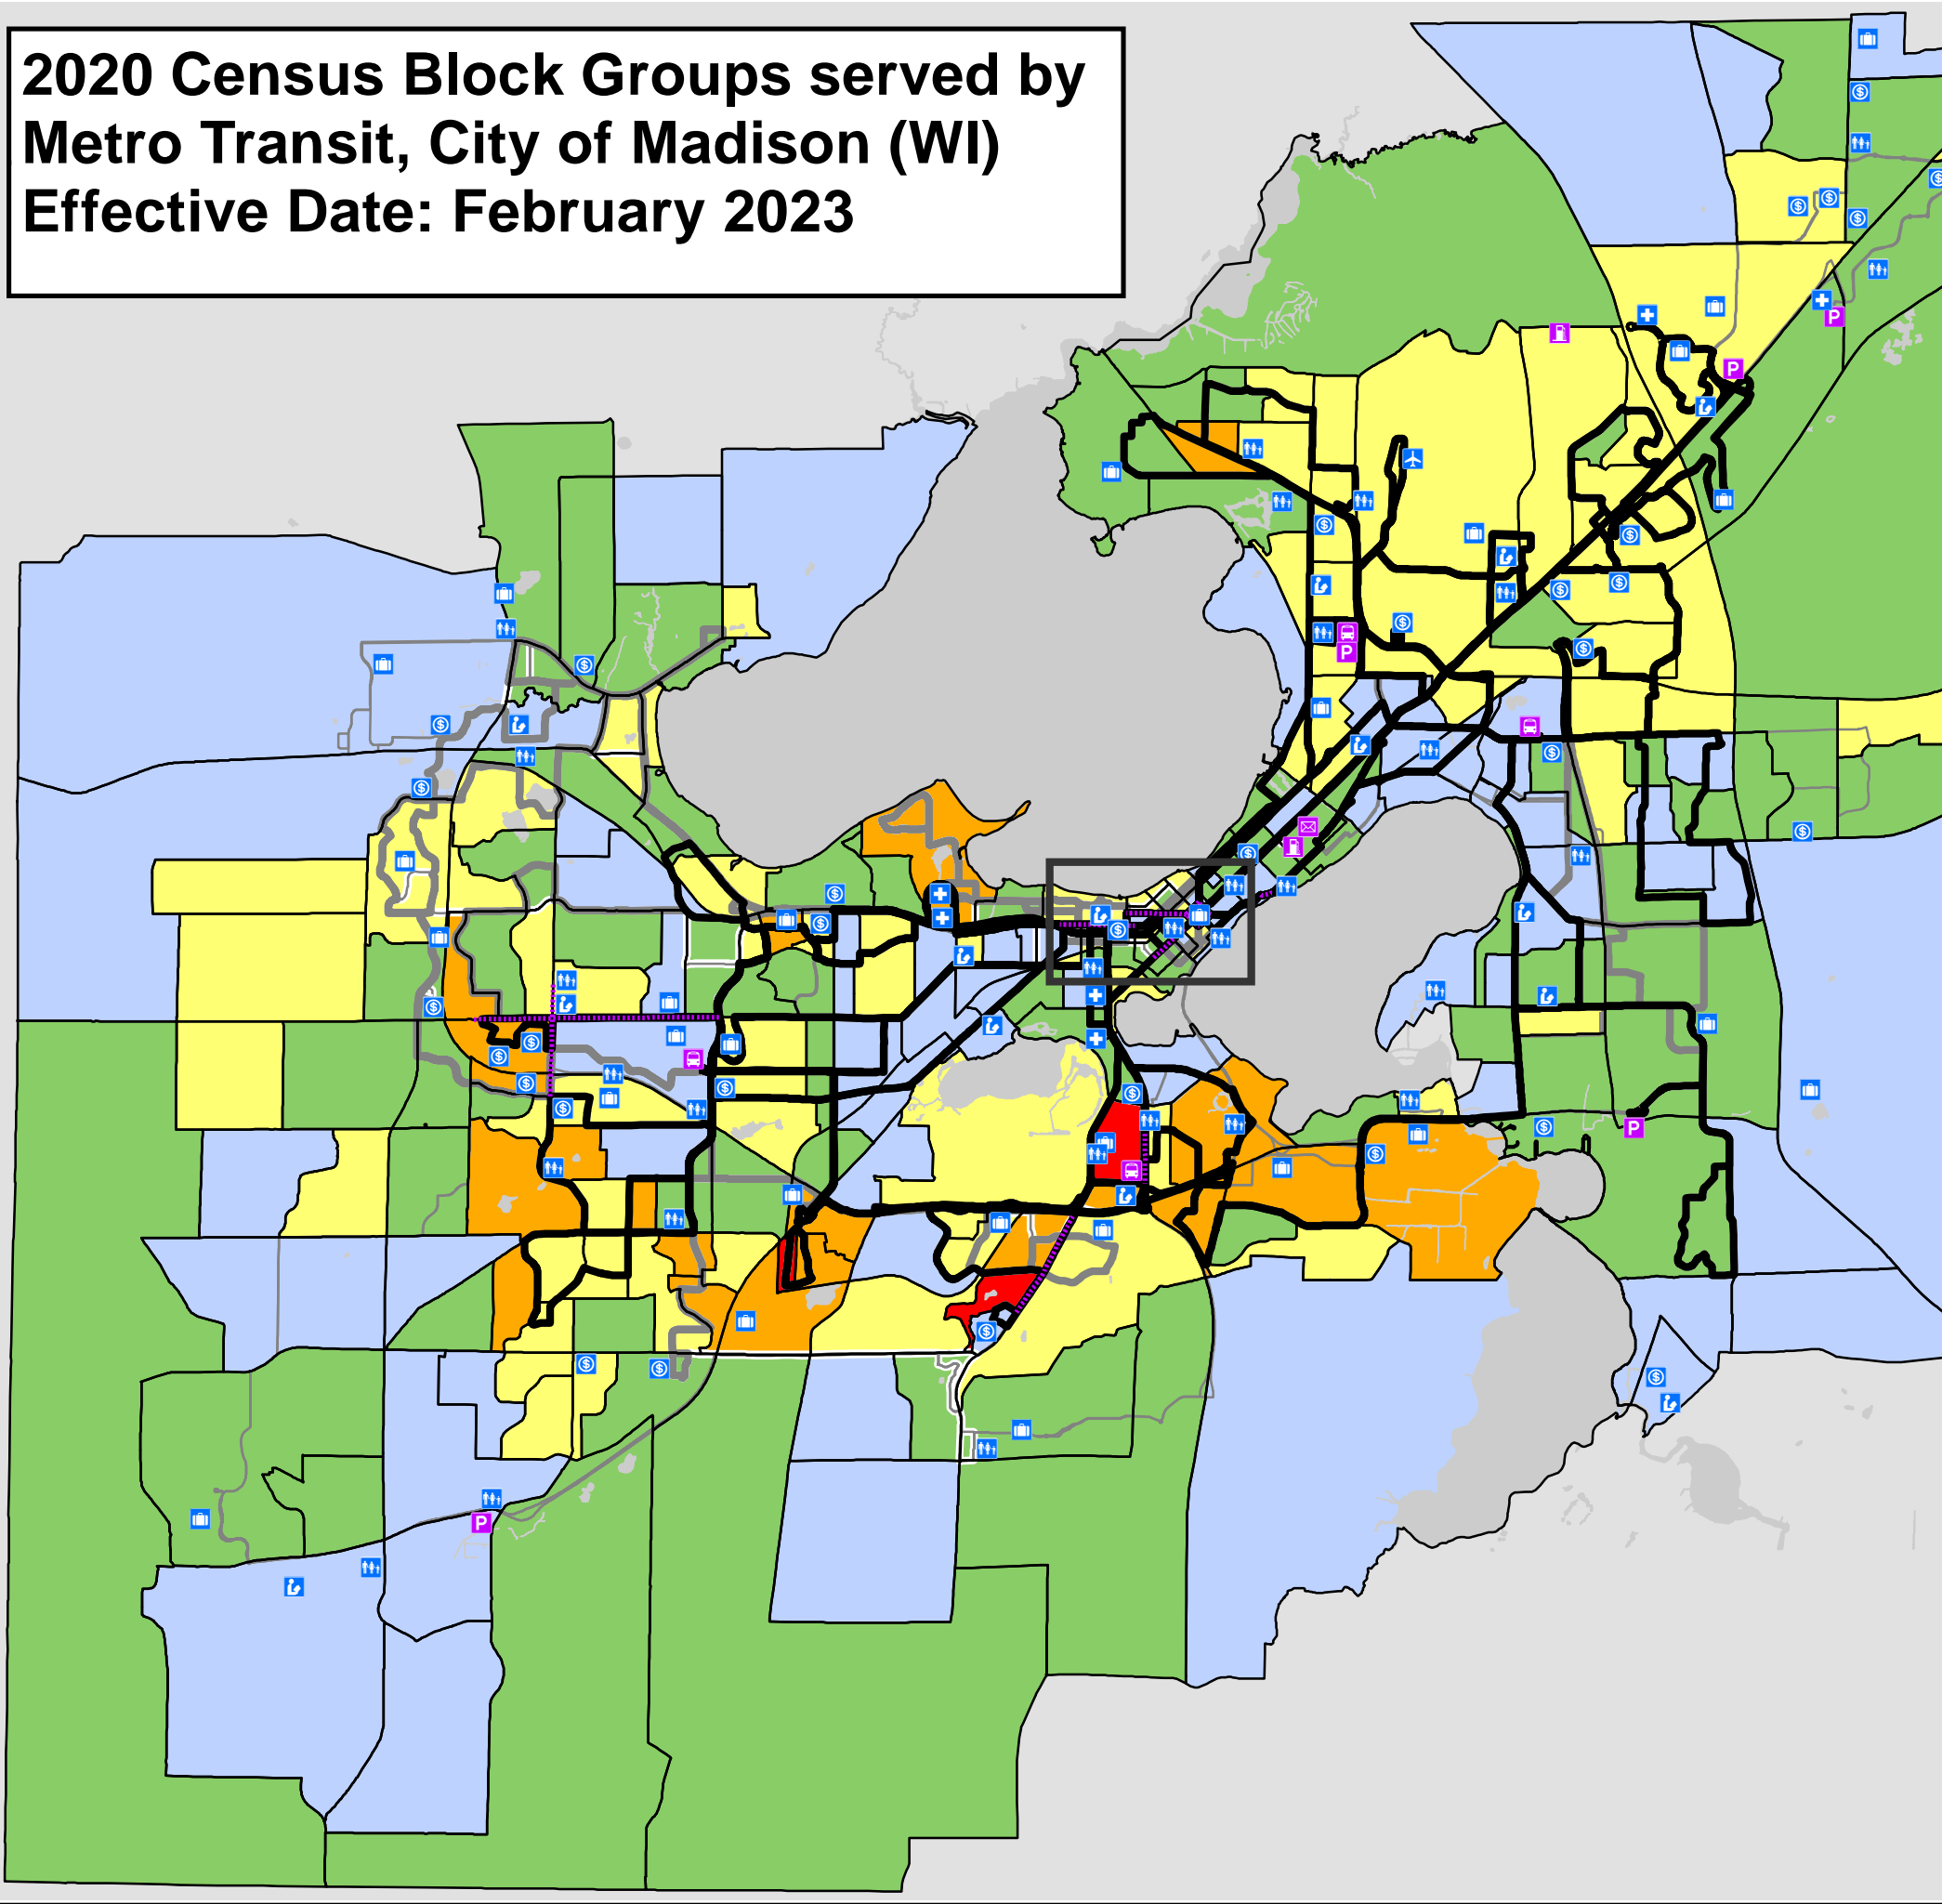 2020 Census Block Groups served by
Metro Transit, City of Madison (WI)
Effective Date: February 2023
P
P
P
P
P